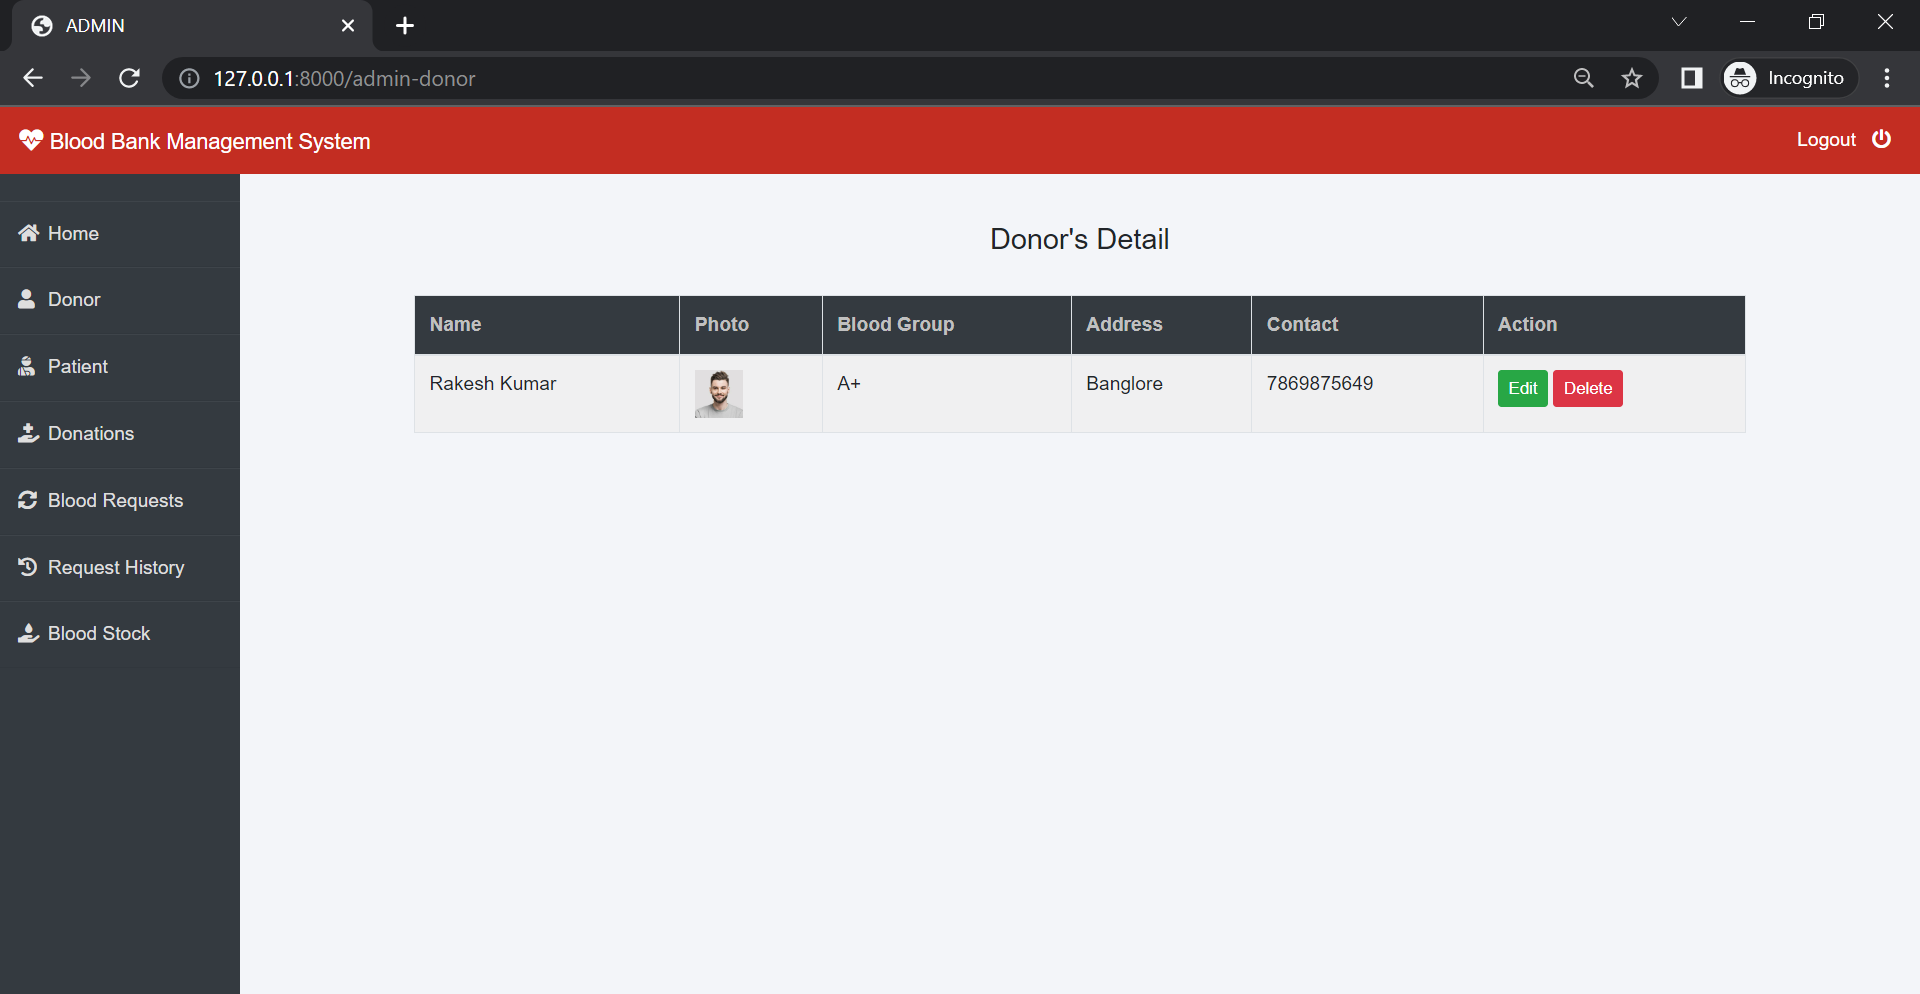 ADMIN
127.0.0.1:8000/admin-donor
Incognito
Blood Bank Management System
Logout
Home
Donor
Patient
Donations
Blood Requests
Request History
Blood Stock
Donor's Detail
Name Photo Blood Group Address Contact Action
Rakesh Kumar A+ Banglore 7869875649 Edit Delete